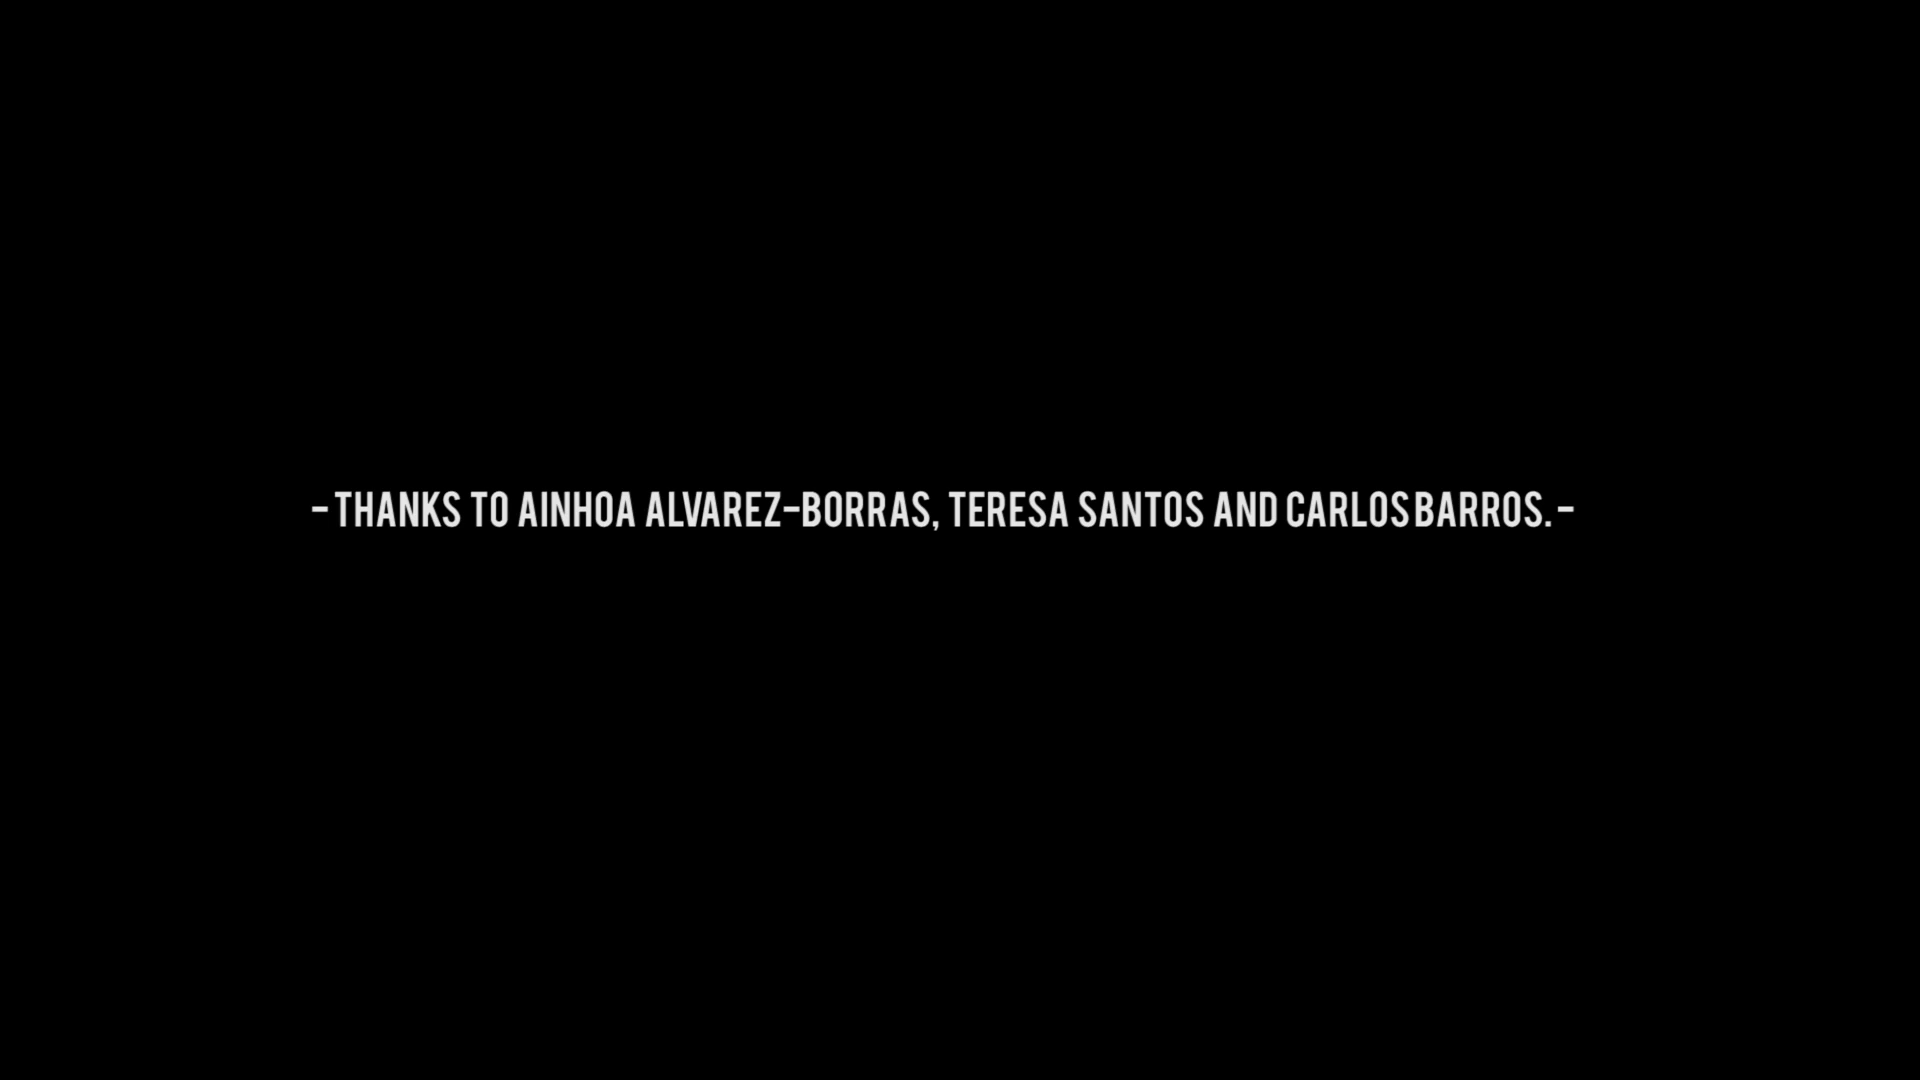 - THANKS TO AINHOA ALVAREZ-BORRAS, TERESA SANTOS AND CARLOS BARROS. -